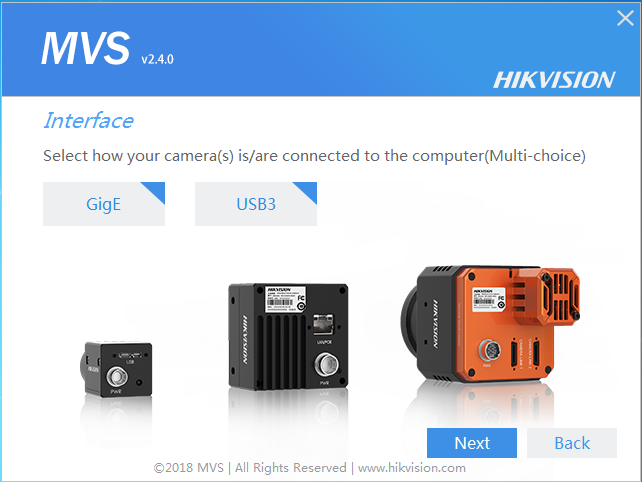 MVS v2.4.0
HIKVISION
Interface
Select how your camera(s) is/are connected to the computer(Multi-choice)
GigE
USB3
USB
PWR
HIKVISION
HIKVISION
LAN/POE
PWR
HIKVISION
HIKVISION
Next
Back
©2018 MVS | All Rights Reserved | www.hikvision.com